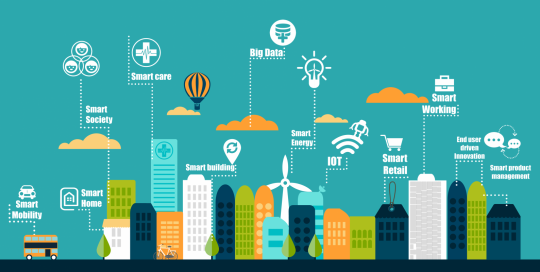 Big Data
Smart care
Smart
Society
Smart
Energy
Smart
Working
End user
driven
Innovation
Smart product
management
Smart building
IOT
Smart
Retail
Smart
Home
Smart
Mobility